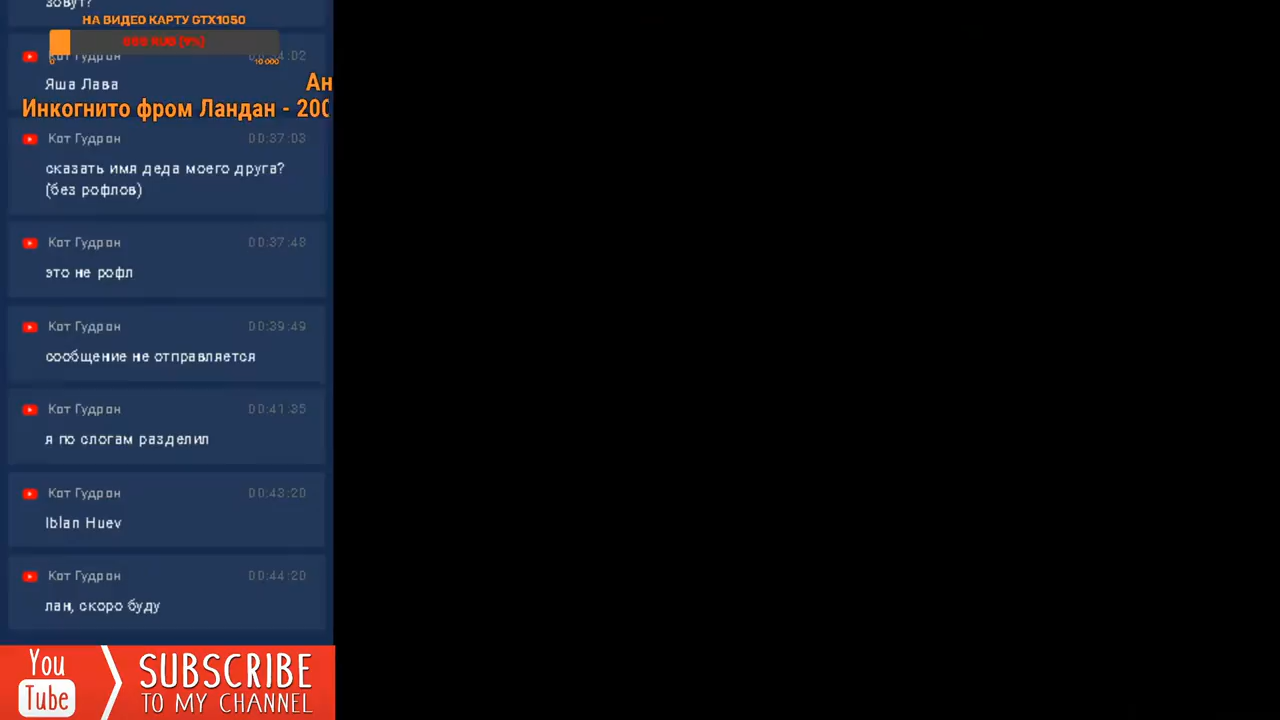 зовут?
НА ВИДЕО КАРТУ GTX1050
0
10 000
Кот Гудрон
Яша Лава
Ан
Инкогнито фром Ландан - 200
Кот Гудрон 00:37:03
сказать имя деда моего друга?
(без рофлов)
Кот Гудрон 00:37:48
это не рофл
Кот Гудрон 00:39:49
сообщение не отправляется
Кот Гудрон 00:41:35
я по слогам разделил
Кот Гудрон 00:43:20
Iblan Huev
Кот Гудрон 00:44:20
лан, скоро буду
You
Tube
SUBSCRIBE
TO MY CHANNEL